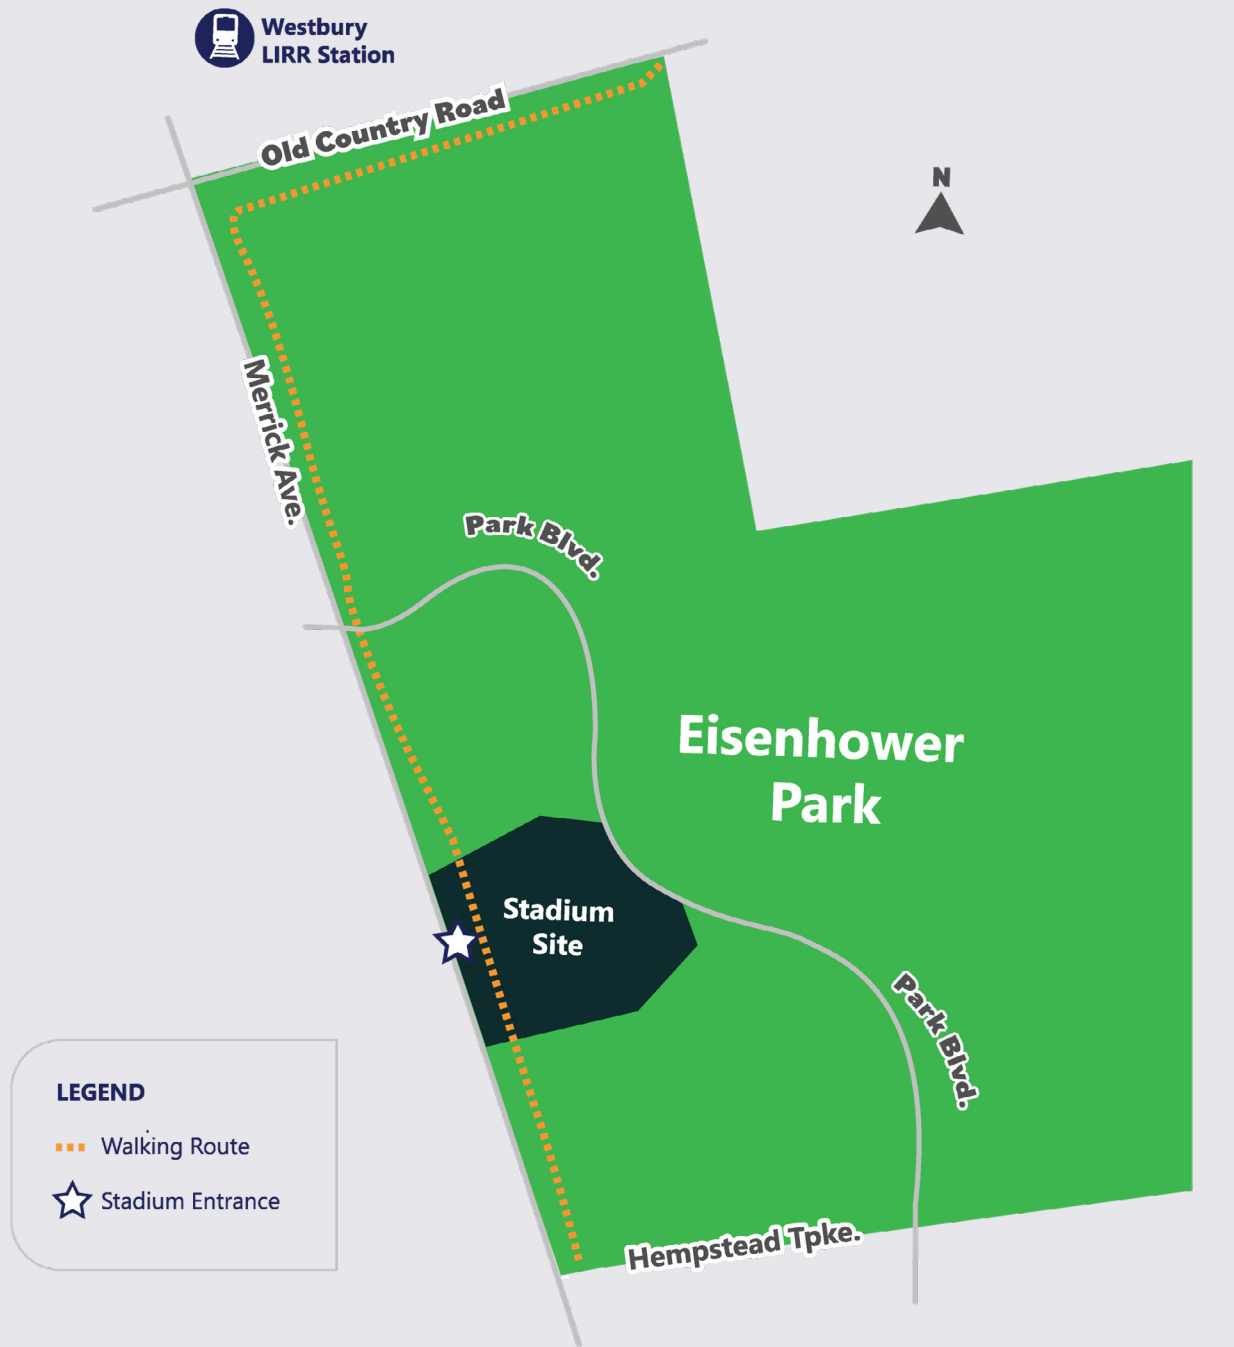 Westbury
LIRR Station
Old Country Road
N
Merrick Ave.
Park Blvd.
Eisenhower
Park
Stadium
Site
Park Blvd.
LEGEND
Walking Route
Stadium Entrance
Hempstead Tpke.